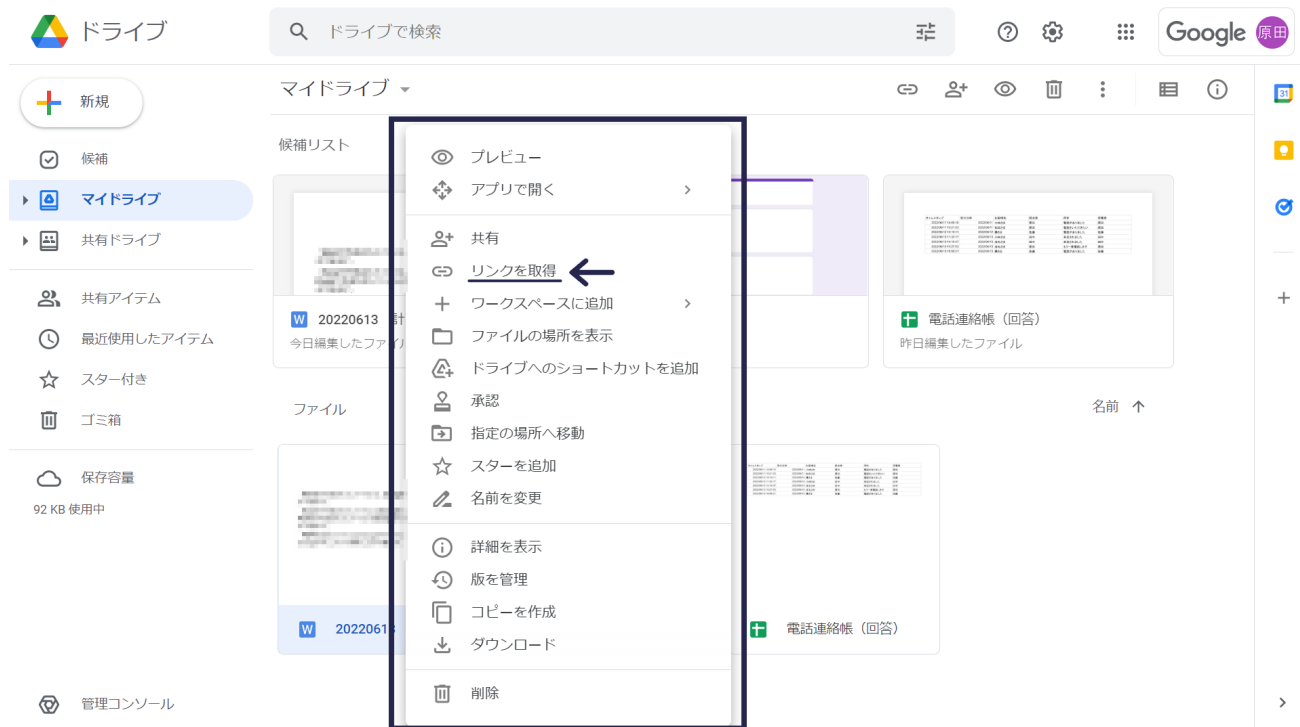 ドライブ
ドライブで検索
Google
原田
新規
マイドライブ
候補
マイドライブ
共有ドライブ
共有アイテム
最近使用したアイテム
スター付き
ゴミ箱
保存容量
92 KB 使用中
管理コンソール
候補リスト
W 20220613
計
今日編集したファイル
電話連絡帳（回答）
昨日編集したファイル
ファイル
名前
W 2022061
電話連絡帳（回答）
プレビュー
アプリで開く
共有
リンクを取得
ワークスペースに追加
ファイルの場所を表示
ドライブへのショートカットを追加
承認
指定の場所へ移動
スターを追加
名前を変更
詳細を表示
版を管理
コピーを作成
ダウンロード
削除
31